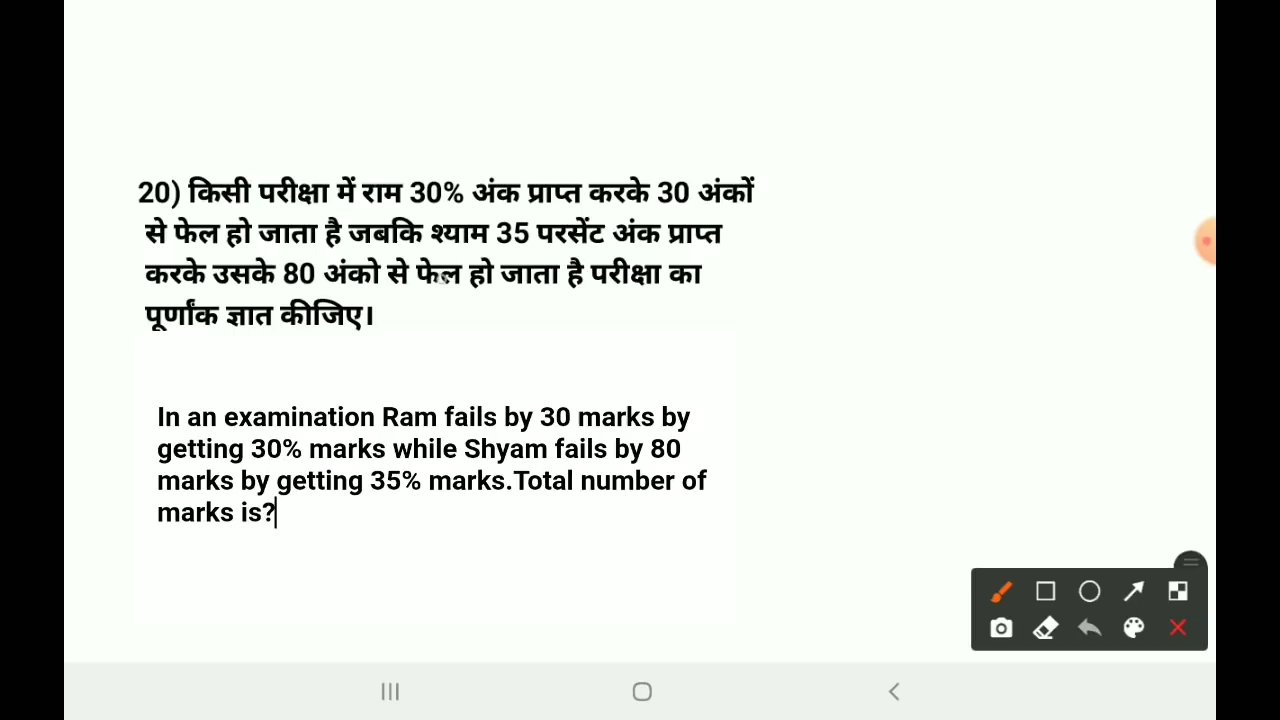 20) किसी परीक्षा में राम 30% अंक प्राप्त करके 30 अंकों
से फेल हो जाता है जबकि श्याम 35 परसेंट अंक प्राप्त
करके उसके 80 अंको से फेल हो जाता है परीक्षा का
पूर्णांक ज्ञात कीजिए।
In an examination Ram fails by 30 marks by
getting 30% marks while Shyam fails by 80
marks by getting 35% marks.Total number of
marks is?